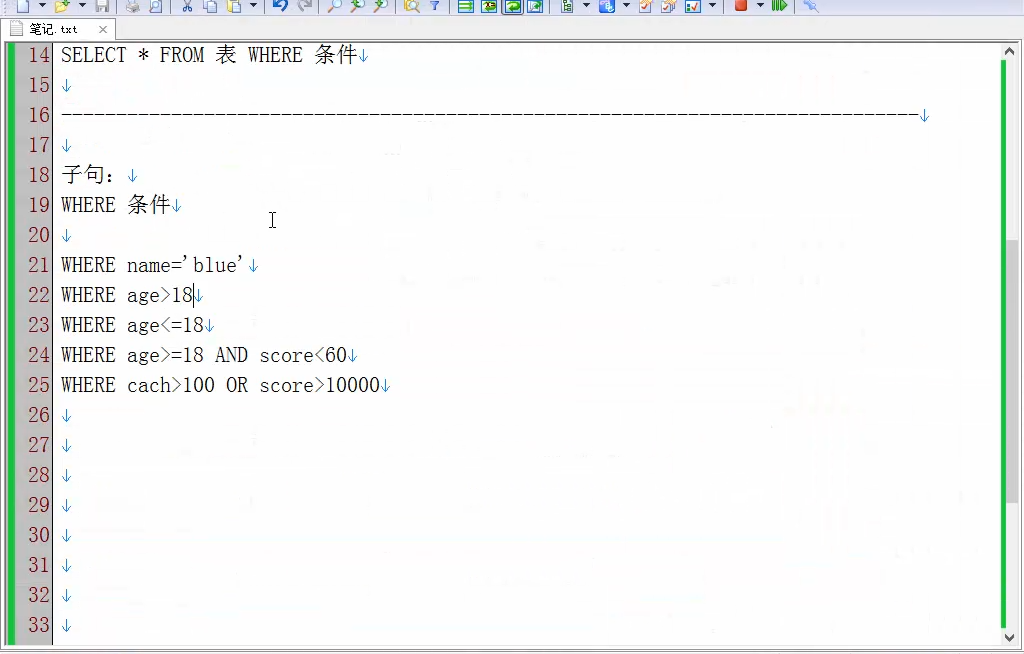 笔记.txt
14 SELECT * FROM 表 WHERE 条件↓
15 ↓
16 ------------------------------------------------------------------------------↓
17 ↓
18 子句：↓
19 WHERE 条件↓
20 ↓
21 WHERE name='blue'↓
22 WHERE age>18↓
23 WHERE age<=18↓
24 WHERE age>=18 AND score<60↓
25 WHERE cach>100 OR score>10000↓
26 ↓
27 ↓
28 ↓
29 ↓
30 ↓
31 ↓
32 ↓
33 ↓